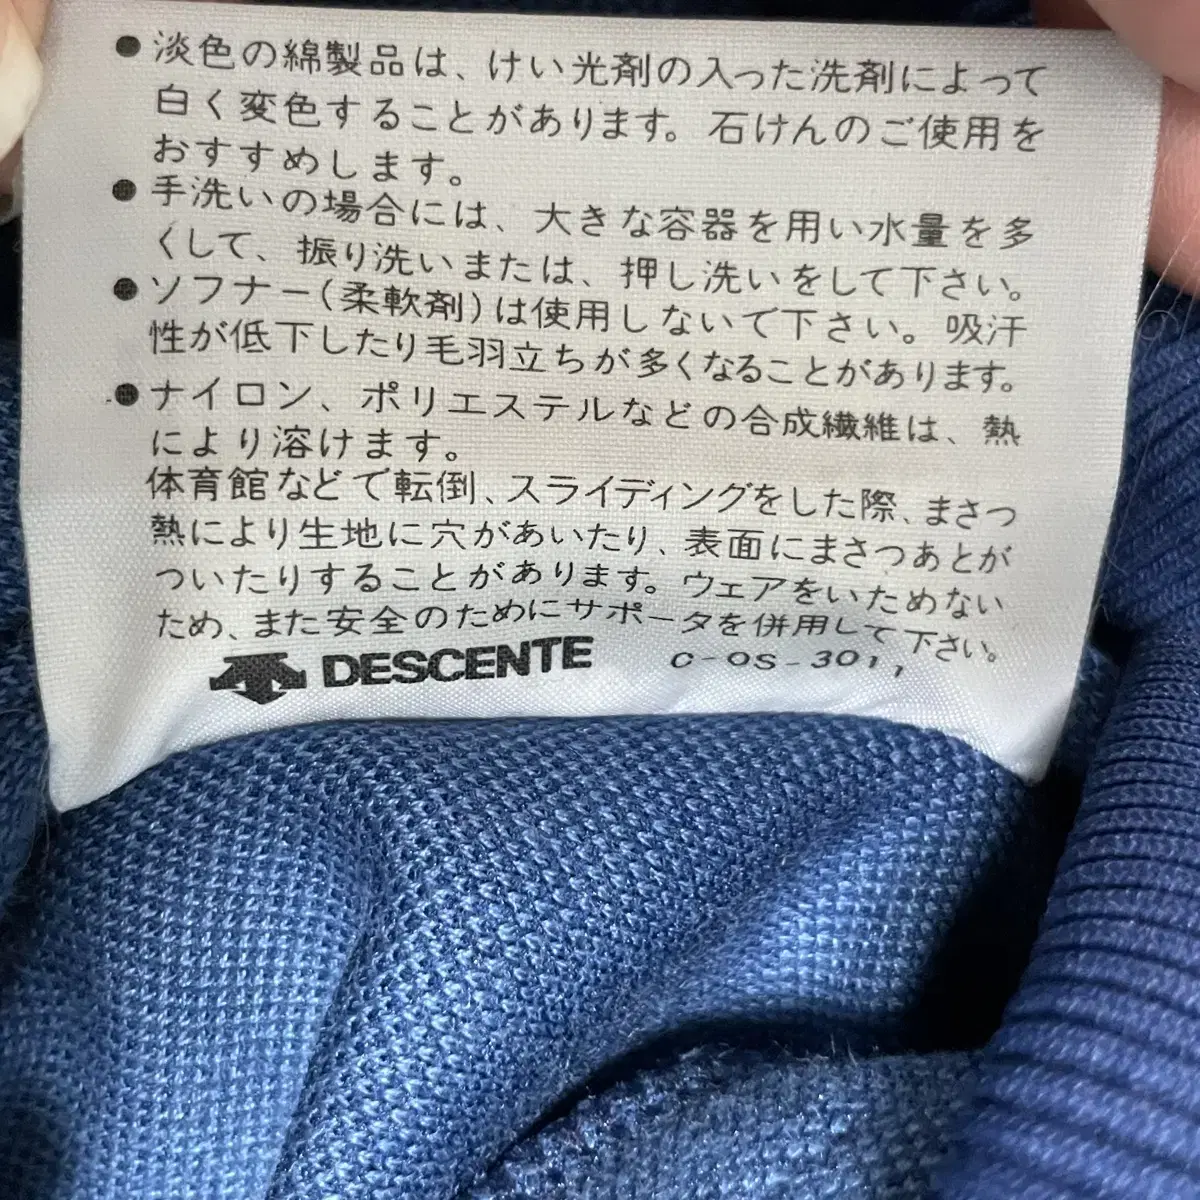 ● 淡色の綿製品は、けい光剤の入った洗剤によって
白く変色することがあります。石けんのご使用を
おすすめします。
● 手洗いの場合には、大きな容器を用い水量を多
くして、振り洗いまたは、押し洗いをして下さい。
● ソフナー(柔軟剤)は使用しないで下さい。吸汗
性が低下したり毛羽立ちが多くなることがあります。
● ナイロン、ポリエステルなどの合成繊維は、熱
により溶けます。
体育館などで転倒、スライディングをした際、まさつ
熱により生地に穴があいたり、表面にまさつあとが
ついたりすることがあります。ウェアをいためない
ため、また安全のためにサポータを併用して下さい。
DESCENTE C-OS-3011